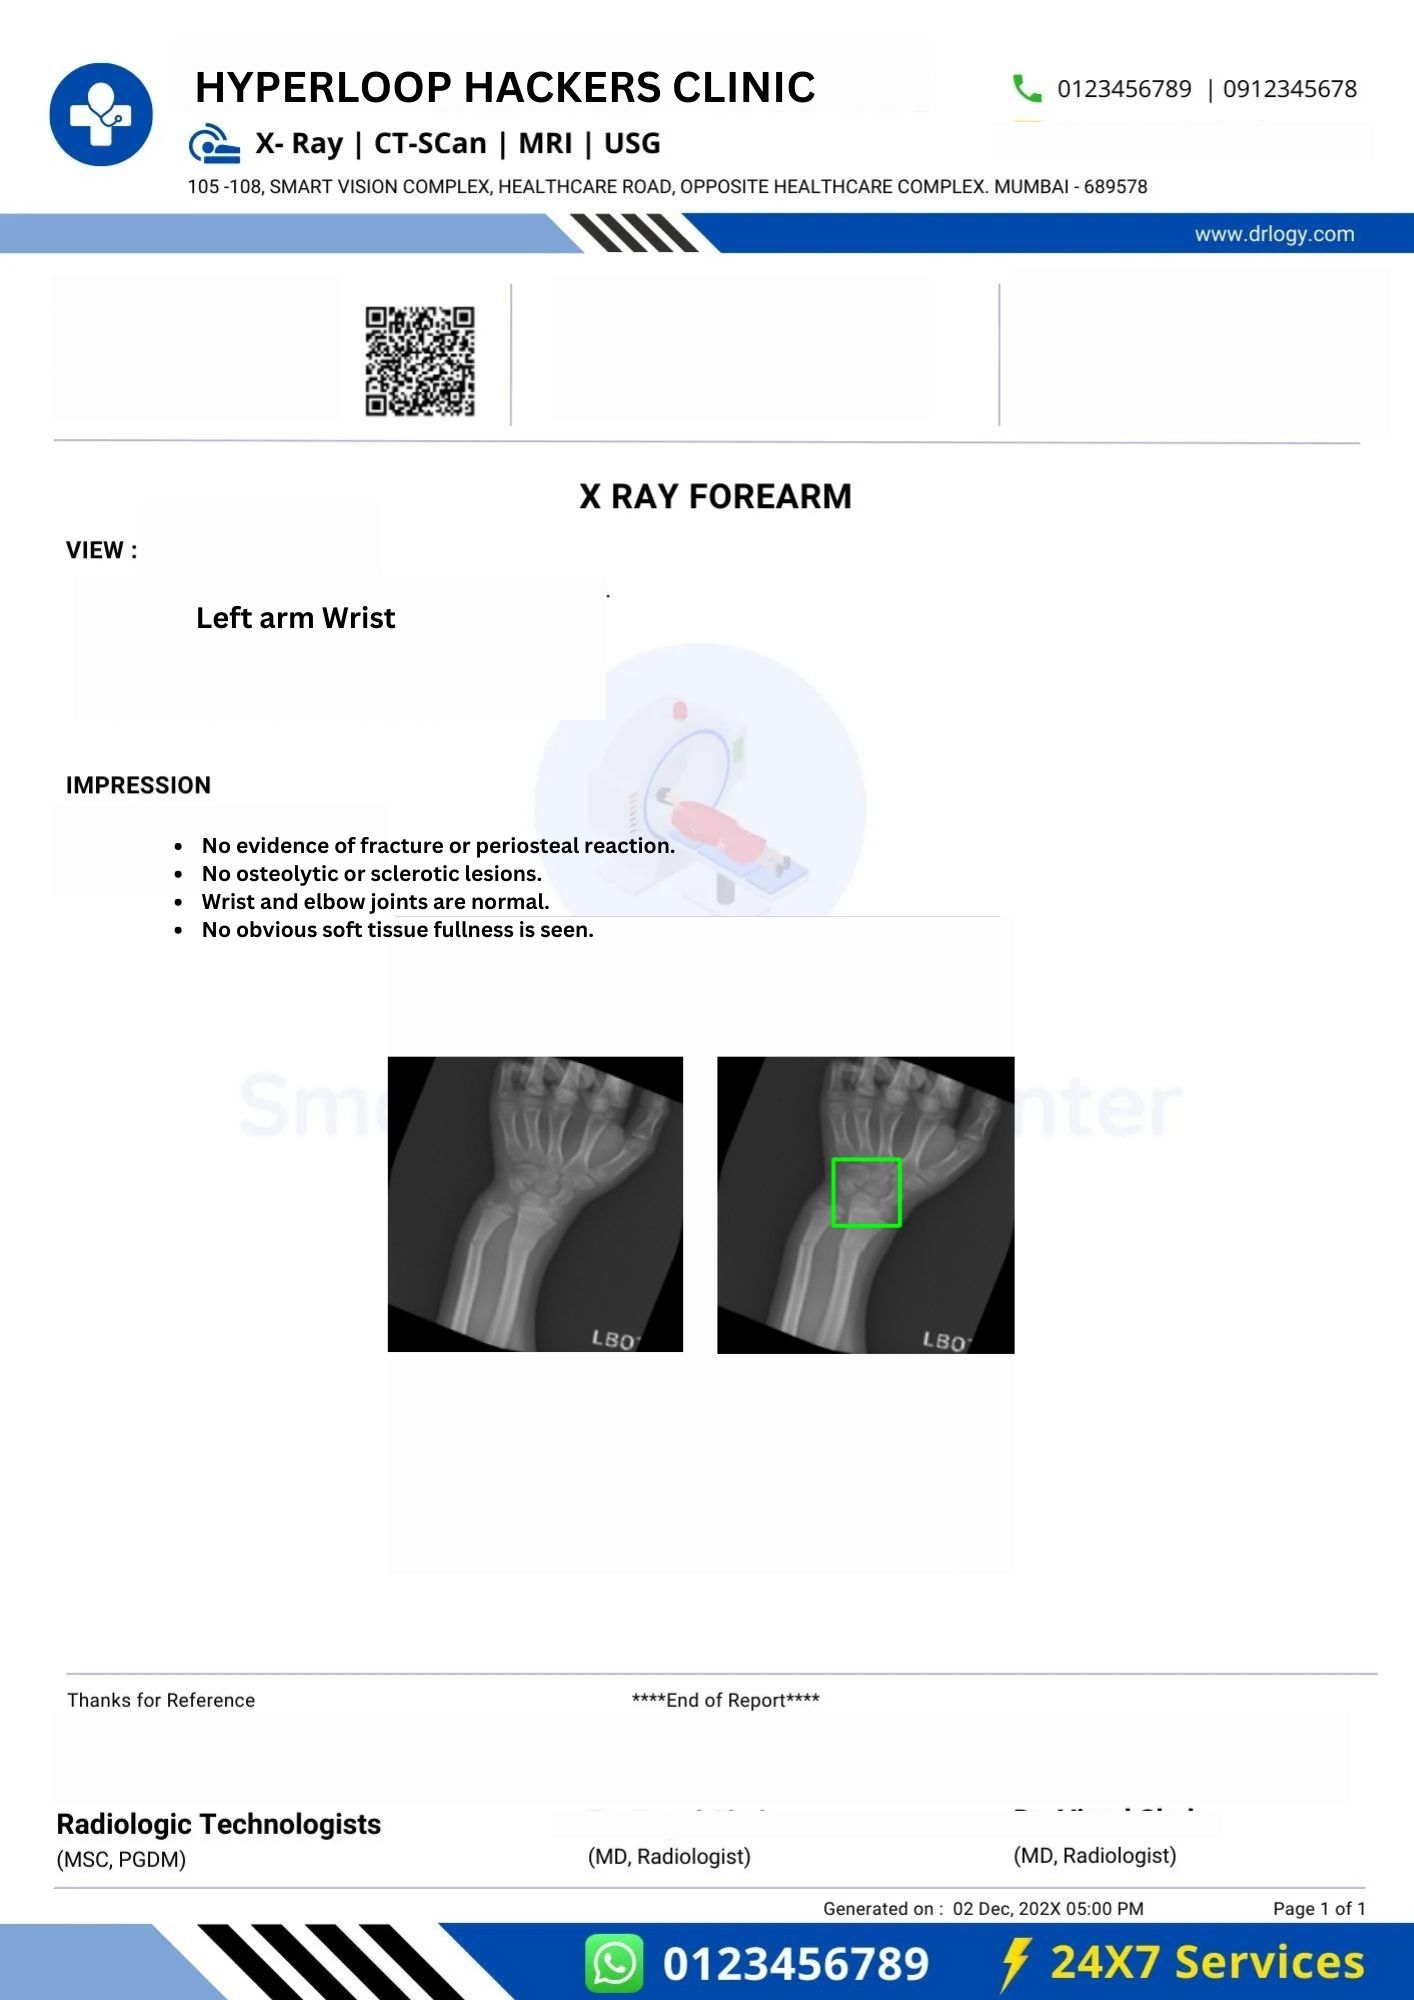 HYPERLOOP HACKERS CLINIC
0123456789 | 0912345678
X- Ray | CT-SCan | MRI | USG
105 -108, SMART VISION COMPLEX, HEALTHCARE ROAD, OPPOSITE HEALTHCARE COMPLEX. MUMBAI - 689578
www.drlogy.com
X RAY FOREARM
VIEW :
Left arm Wrist
IMPRESSION
• No evidence of fracture or periosteal reaction.
• No osteolytic or sclerotic lesions.
• Wrist and elbow joints are normal.
• No obvious soft tissue fullness is seen.
Sm nter
LBO
LBO
Thanks for Reference
****End of Report****
Radiologic Technologists
(MSC, PGDM)
(MD, Radiologist)
(MD, Radiologist)
Generated on : 02 Dec, 202X 05:00 PM
Page 1 of 1
0123456789
24X7 Services